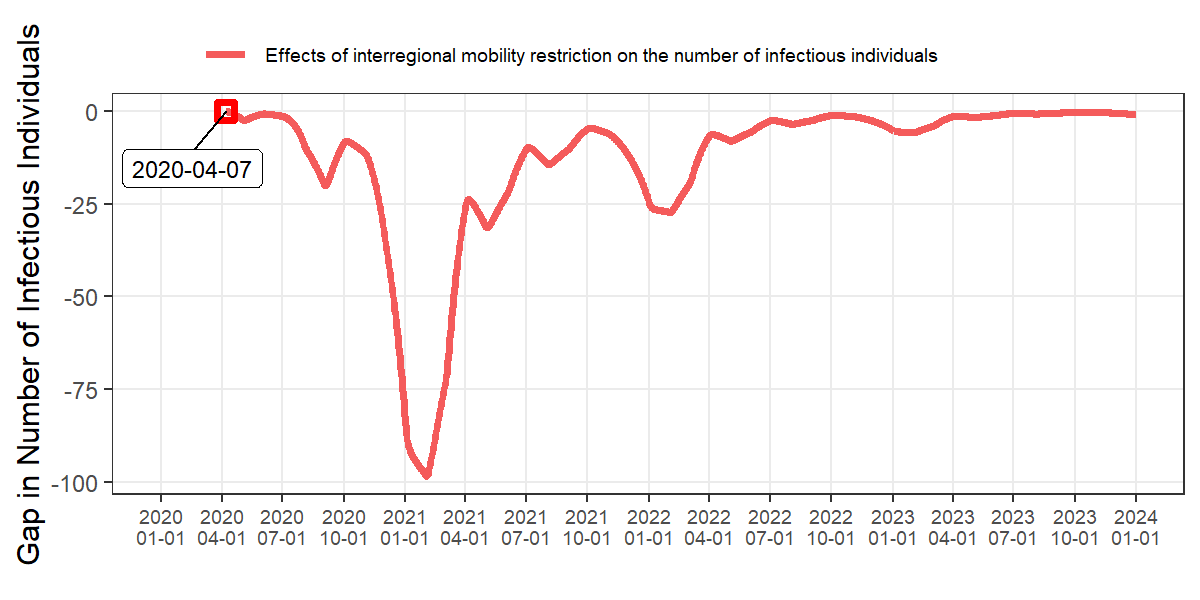 Effects of interregional mobility restriction on the number of infectious individuals
Gap in Number of Infectious Individuals
0
-25
-50
-75
-100
2020-04-07
2020 2020 2020 2020 2021 2021 2021 2021 2022 2022 2022 2022 2023 2023 2023 2023 2024
01-01 04-01 07-01 10-01 01-01 04-01 07-01 10-01 01-01 04-01 07-01 10-01 01-01 04-01 07-01 10-01 01-01